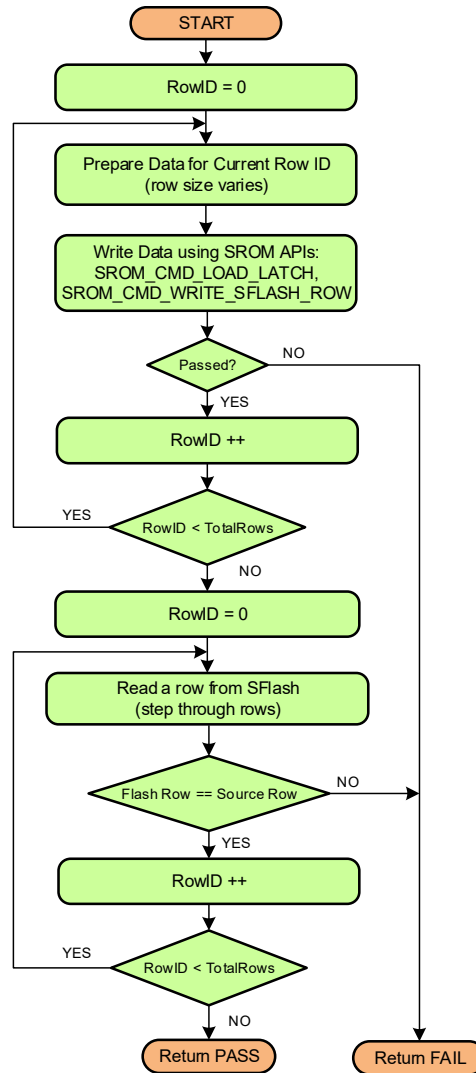 START
RowID = 0
Prepare Data for Current Row ID
(row size varies)
Write Data using SROM APIs:
SROM_CMD_LOAD_LATCH,
SROM_CMD_WRITE_SFLASH_ROW
Passed?
NO
YES
RowID ++
YES
RowID < TotalRows
NO
RowID = 0
Read a row from SFlash
(step through rows)
Flash Row == Source Row
NO
YES
RowID ++
YES
RowID < TotalRows
NO
Return PASS
Return FAIL